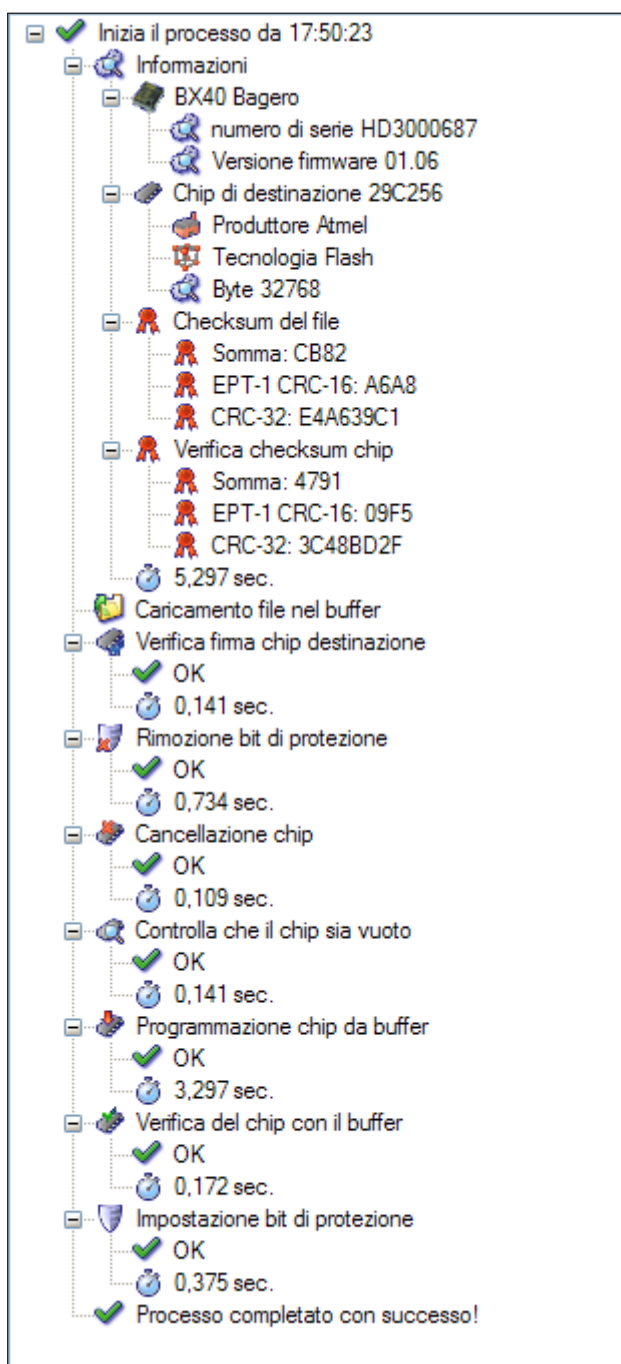 Inizia il processo da 17:50:23
Informazioni
BX40 Bagero
numero di serie HD3000687
Versione firmware 01.06
Chip di destinazione 29C256
Produttore Atmel
Tecnologia Flash
Byte 32768
Checksum del file
Somma: CB82
EPT-1 CRC-16: A6A8
CRC-32: E4A639C1
Verifica checksum chip
Somma: 4791
EPT-1 CRC-16: 09F5
CRC-32: 3C48BD2F
5,297 sec.
Caricamento file nel buffer
Verifica firma chip destinazione
OK
0,141 sec.
Rimozione bit di protezione
OK
0,734 sec.
Cancellazione chip
OK
0,109 sec.
Controlla che il chip sia vuoto
OK
0,141 sec.
Programmazione chip da buffer
OK
3,297 sec.
Verifica del chip con il buffer
OK
0,172 sec.
Impostazione bit di protezione
OK
0,375 sec.
Processo completato con successo!